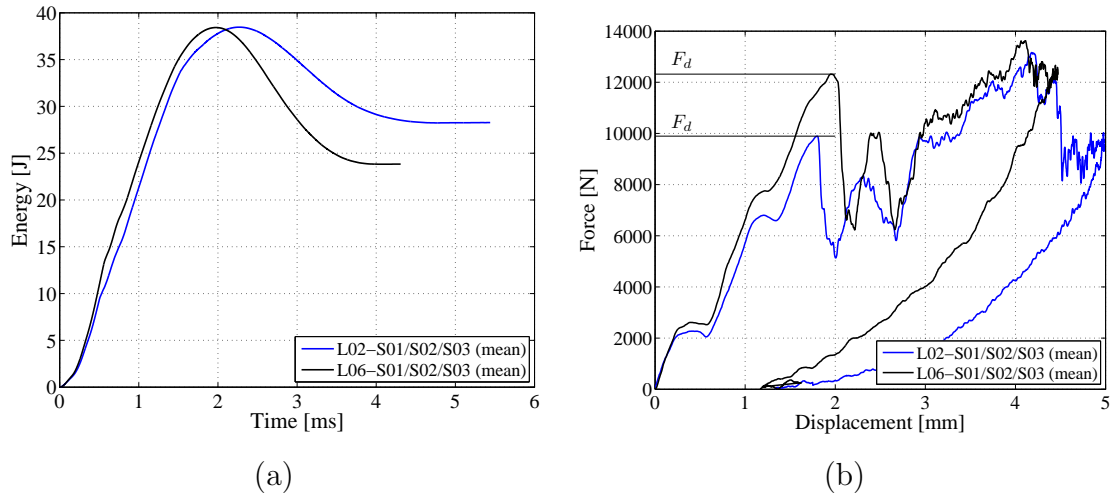 40
35
30
25
20
15
10
5
0
Energy [J]
0 1 2 3 4 5 6
Time [ms]
L02−S01/S02/S03 (mean)
L06−S01/S02/S03 (mean)
(a)
14000
12000
10000
8000
6000
4000
2000
0
Force [N]
F_d
F_d
0 1 2 3 4 5
Displacement [mm]
L02−S01/S02/S03 (mean)
L06−S01/S02/S03 (mean)
(b)